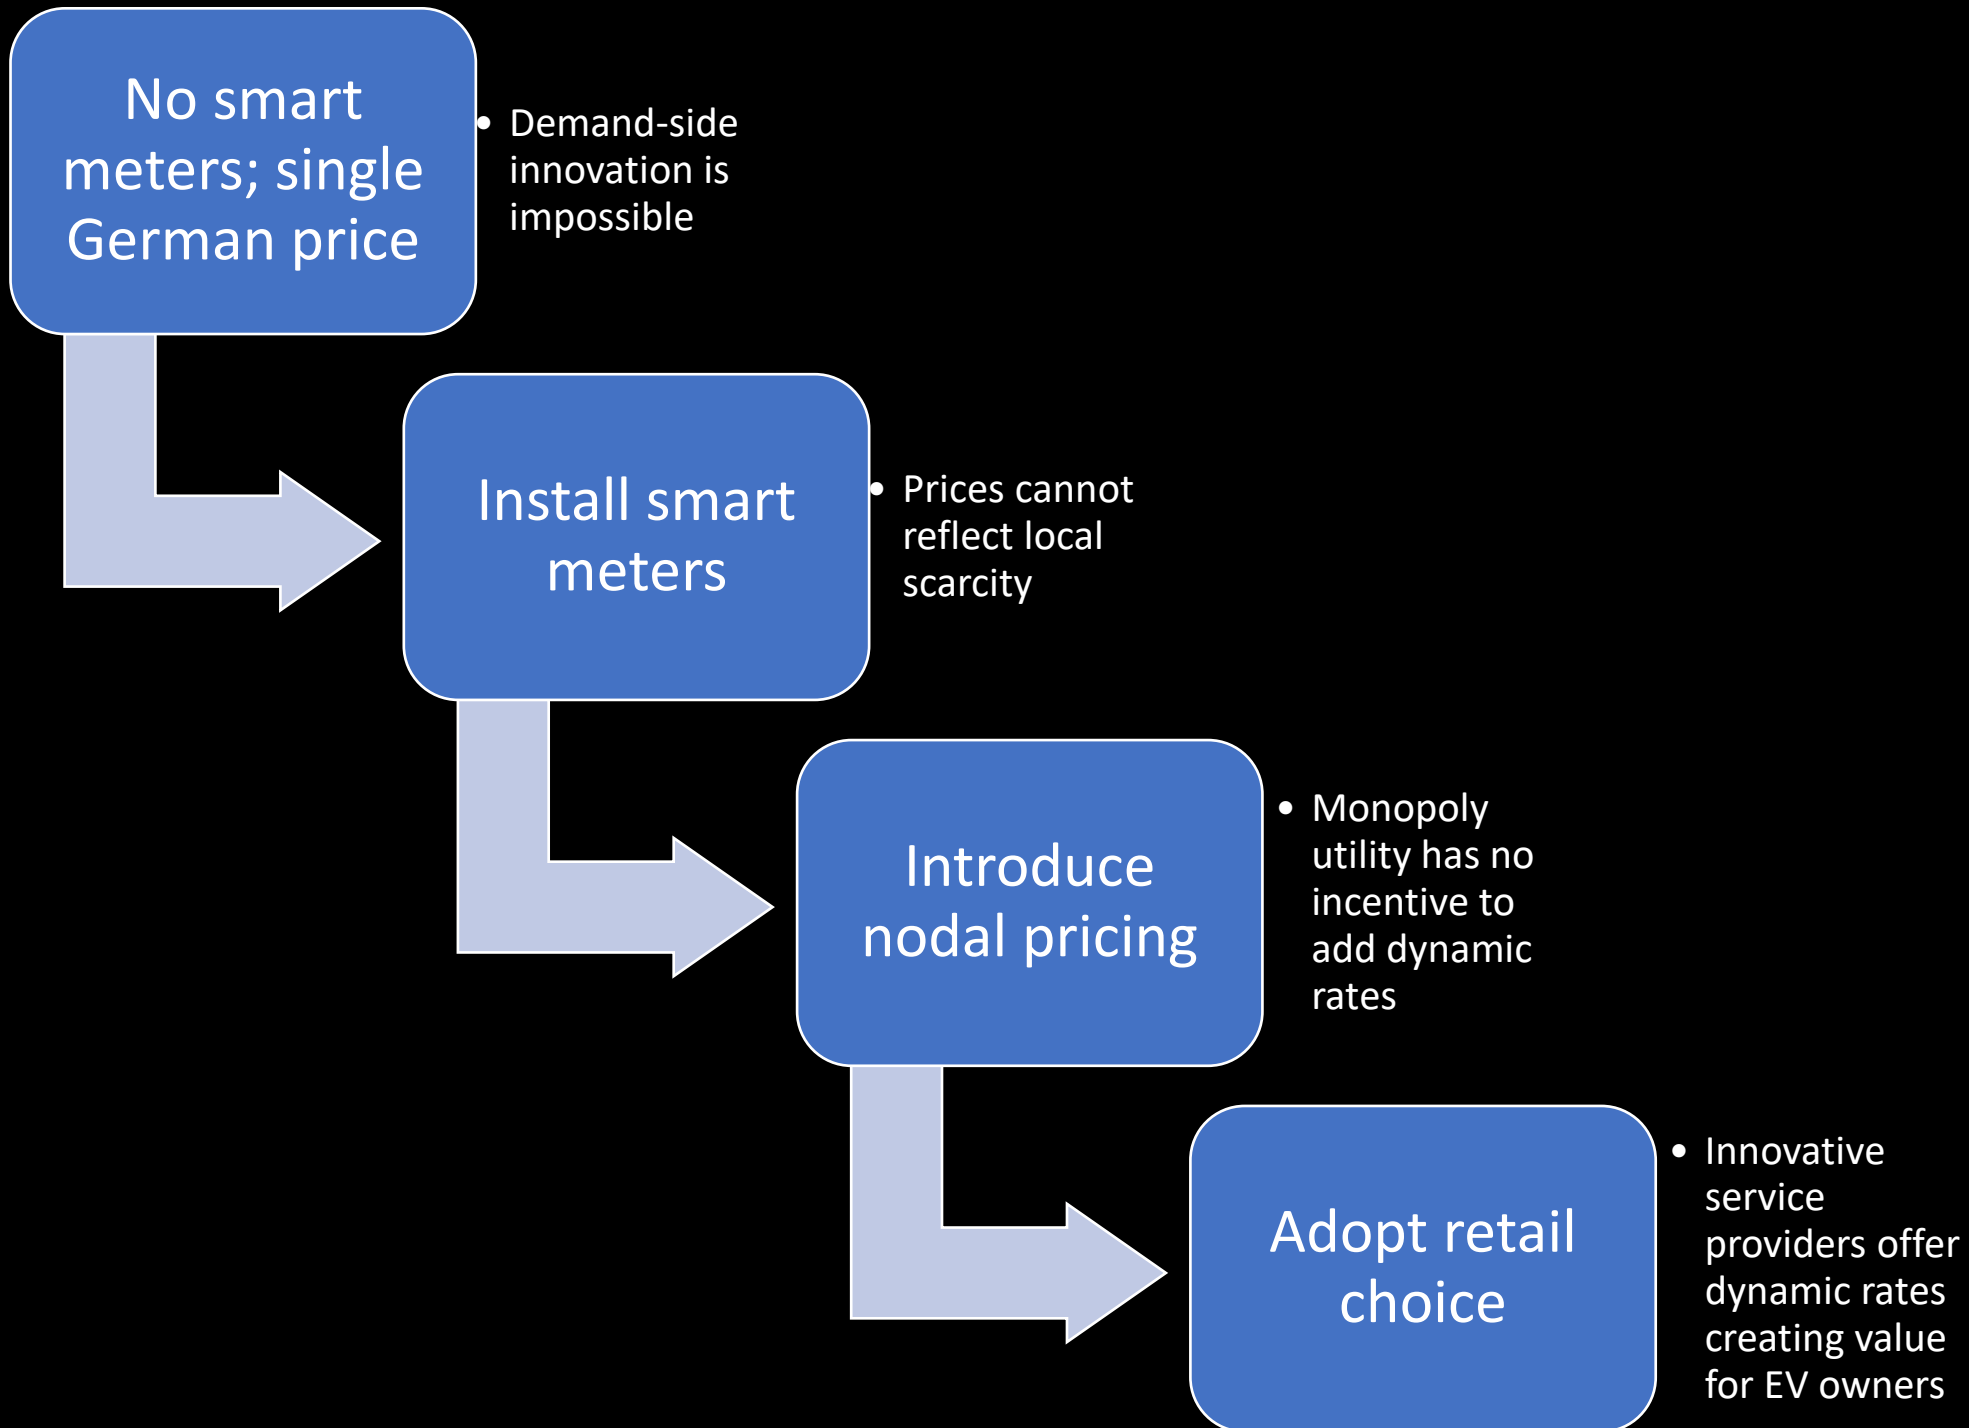 No smart
meters; single
German price
• Demand-side
innovation is
impossible
Install smart
meters
• Prices cannot
reflect local
scarcity
Introduce
nodal pricing
• Monopoly
utility has no
incentive to
add dynamic
rates
Adopt retail
choice
• Innovative
service
providers offer
dynamic rates
creating value
for EV owners